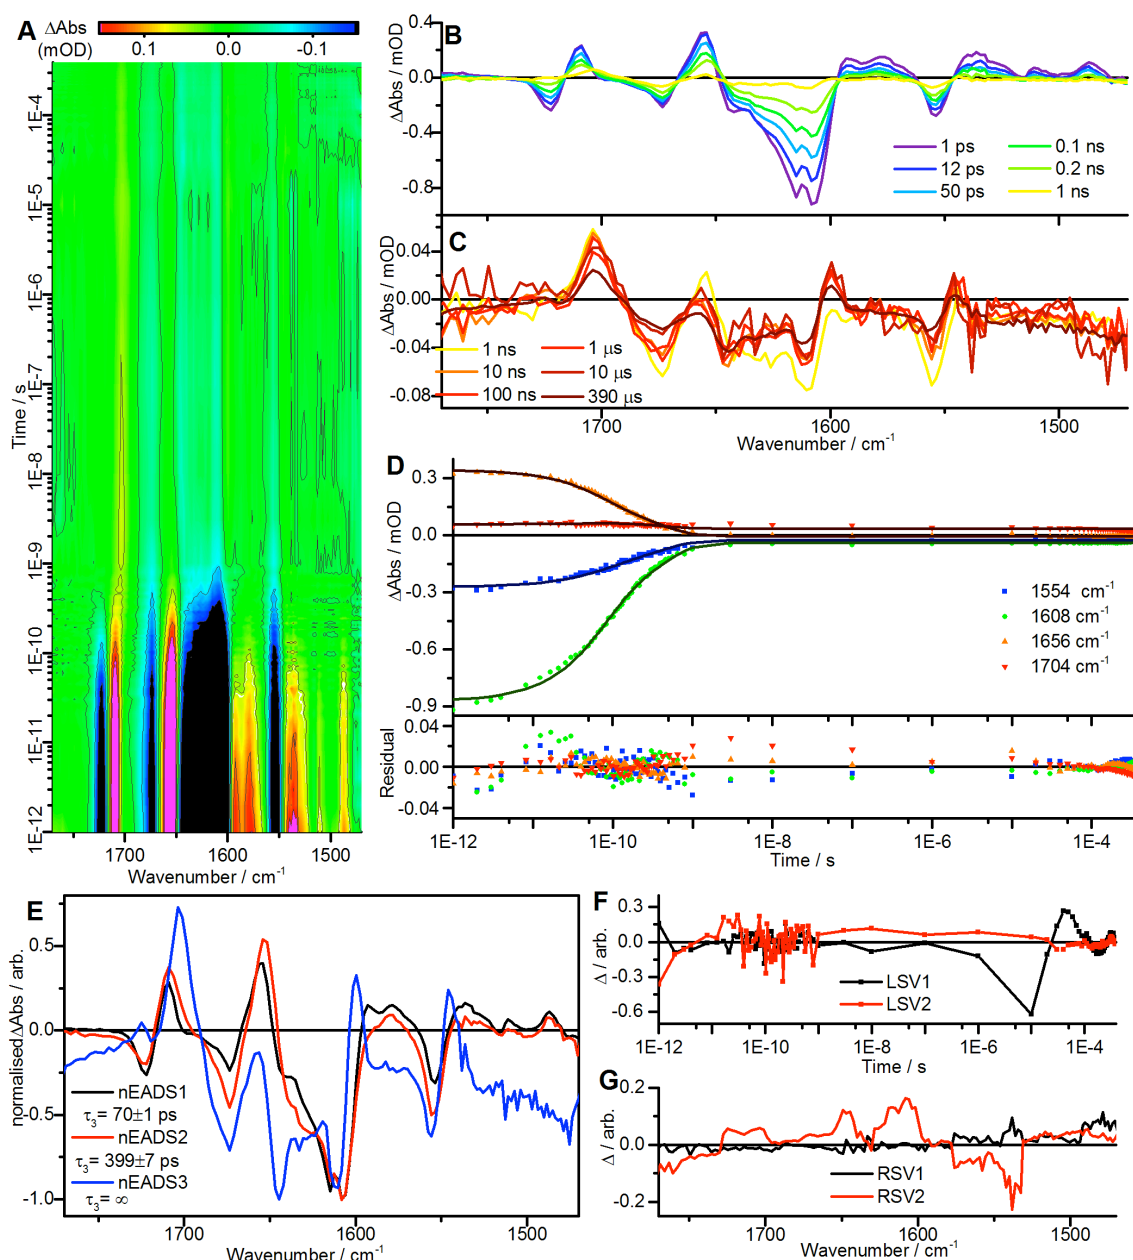 A
ΔAbs
(mOD)
0.1
0.0
-0.1
1E-4
1E-5
1E-6
1E-7
1E-8
1E-9
1E-10
1E-11
1E-12
Time / s
1700
1600
1500
Wavenumber / cm-1
B
ΔAbs / mOD
0.4
0.0
-0.4
-0.8
1 ps
12 ps
50 ps
0.1 ns
0.2 ns
1 ns
C
ΔAbs / mOD
0.04
0.00
-0.04
-0.08
1 ns
10 ns
100 ns
1 μs
10 μs
390 μs
1700
1600
1500
Wavenumber / cm-1
D
ΔAbs / mOD
0.3
0.0
-0.3
-0.6
-0.9
1554 cm-1
1608 cm-1
1656 cm-1
1704 cm-1
Residual
0.04
0.00
-0.04
1E-12
1E-10
1E-8
1E-6
1E-4
Time / s
E
normalisedΔAbs / arb.
0.5
0.0
-0.5
-1.0
nEADS1
τ3= 70±1 ps
nEADS2
τ3= 399±7 ps
nEADS3
τ3= ∞
1700
1600
1500
Wavenumber / cm-1
F
Δ / arb.
0.3
0.0
-0.3
-0.6
LSV1
LSV2
1E-12
1E-10
1E-8
1E-6
1E-4
Time / s
G
Δ / arb.
0.2
0.0
-0.2
RSV1
RSV2
1700
1600
1500
Wavenumber / cm-1